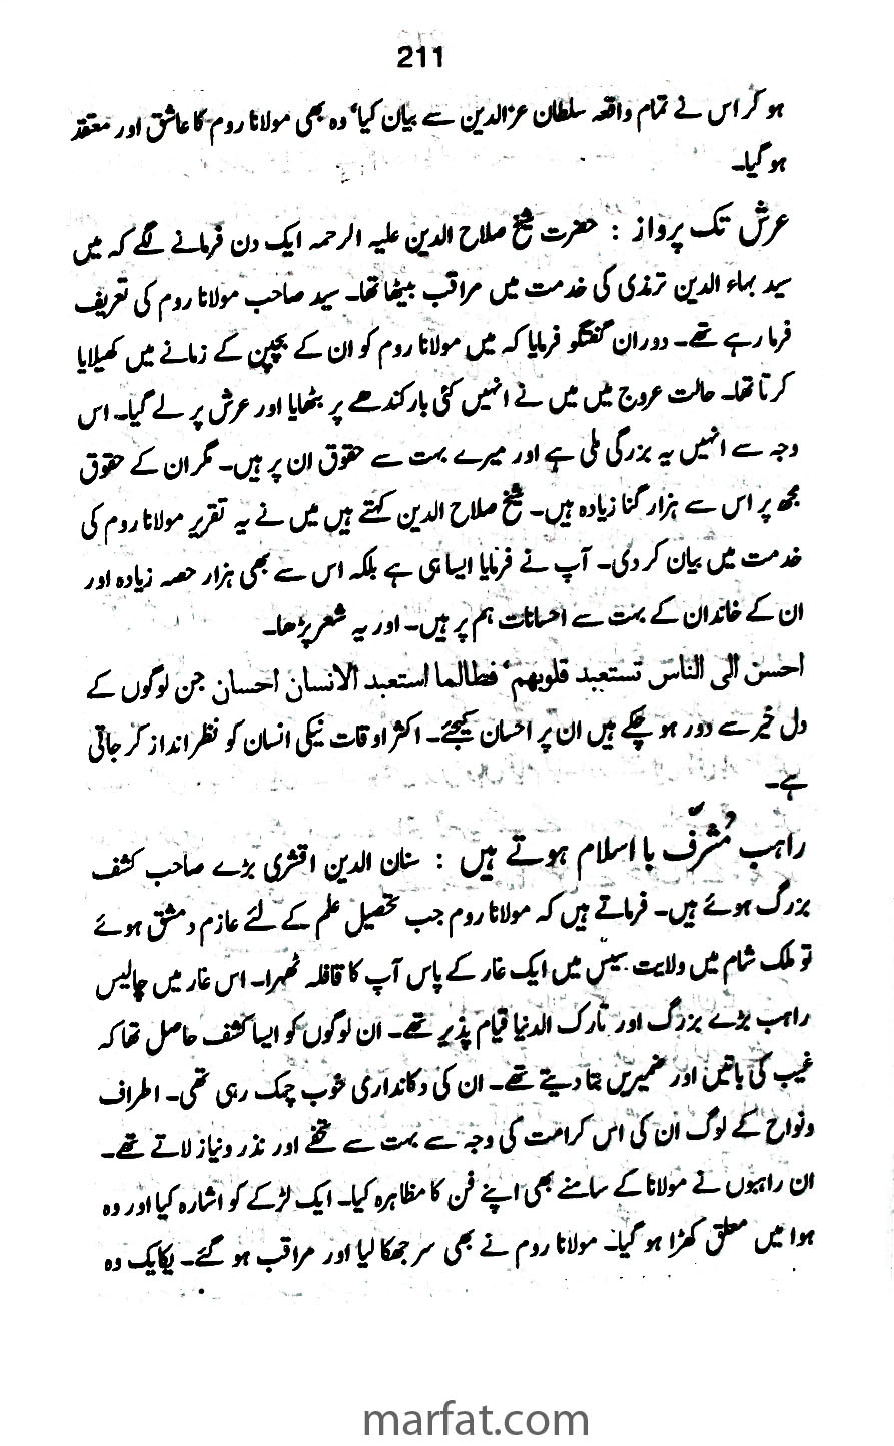 211
ہو کر اس نے تمام واقعہ سلطان عزالدین سے بیان کیا، وہ بھی مولانا روم کا عاشق اور معتقد
ہو گیا۔
عرش تک پرواز : حضرت شیخ صلاح الدین علیہ الرحمہ ایک دن فرمانے لگے کہ میں
سید بہاء الدین ترمذی کی خدمت میں مراقب بیٹھا تھا۔ سید صاحب مولانا روم کی تعریف
فرما رہے تھے۔ دوران گفتگو فرمایا کہ میں مولانا روم کو ان کے بچپن کے زمانے میں کھیلایا
کرتا تھا۔ حالت عروج میں میں نے انہیں کئی بار کندھے پر بٹھایا اور عرش پر لے گیا۔ اس
وجہ سے انہیں یہ بزرگی ملی ہے اور میرے بہت سے حقوق ان پر ہیں۔ مگر ان کے حقوق
مجھ پر اس سے ہزار گنا زیادہ ہیں۔ شیخ صلاح الدین کہتے ہیں میں نے یہ تقریر مولانا روم کی
خدمت میں بیان کر دی۔ آپ نے فرمایا ایسا ہی ہے بلکہ اس سے بھی ہزار حصہ زیادہ اور
ان کے خاندان کے بہت سے احسانات ہم پر ہیں۔ اور یہ شعر پڑھا۔
احسن الی الناس تستعبد قلوبهم، فطالما استعبد الانسان احسان جن لوگوں کے
دل خیر سے دور ہو چکے ہیں ان پر احسان کیجئے۔ اکثر اوقات نیکی انسان کو نظر انداز کر جاتی
ہے۔
راہب مُشرّف با اسلام ہوتے ہیں : سنان الدین اقشری بڑے صاحب کشف
بزرگ ہوئے ہیں۔ فرماتے ہیں کہ مولانا روم جب تحصیل علم کے لئے عازم دمشق ہوئے
تو ملک شام میں ولایت سیس میں ایک غار کے پاس آپ کا قافلہ ٹھہرا۔ اس غار میں چالیس
راہب بڑے بزرگ اور تارک الدنیا قیام پذیر تھے۔ ان لوگوں کو ایسا کشف حاصل تھا کہ
غیب کی باتیں اور ضمیریں بتا دیتے تھے۔ ان کی دکانداری خوب چمک رہی تھی۔ اطراف
ونواح کے لوگ ان کی اس کرامت کی وجہ سے بہت سے تحفے اور نذر ونیاز لاتے تھے۔
ان راہبوں نے مولانا کے سامنے بھی اپنے فن کا مظاہرہ کیا۔ ایک لڑکے کو اشارہ کیا اور وہ
ہوا میں معلق کھڑا ہو گیا۔ مولانا روم نے بھی سر جھکا لیا اور مراقب ہو گئے۔ یکایک وہ
marfat.com